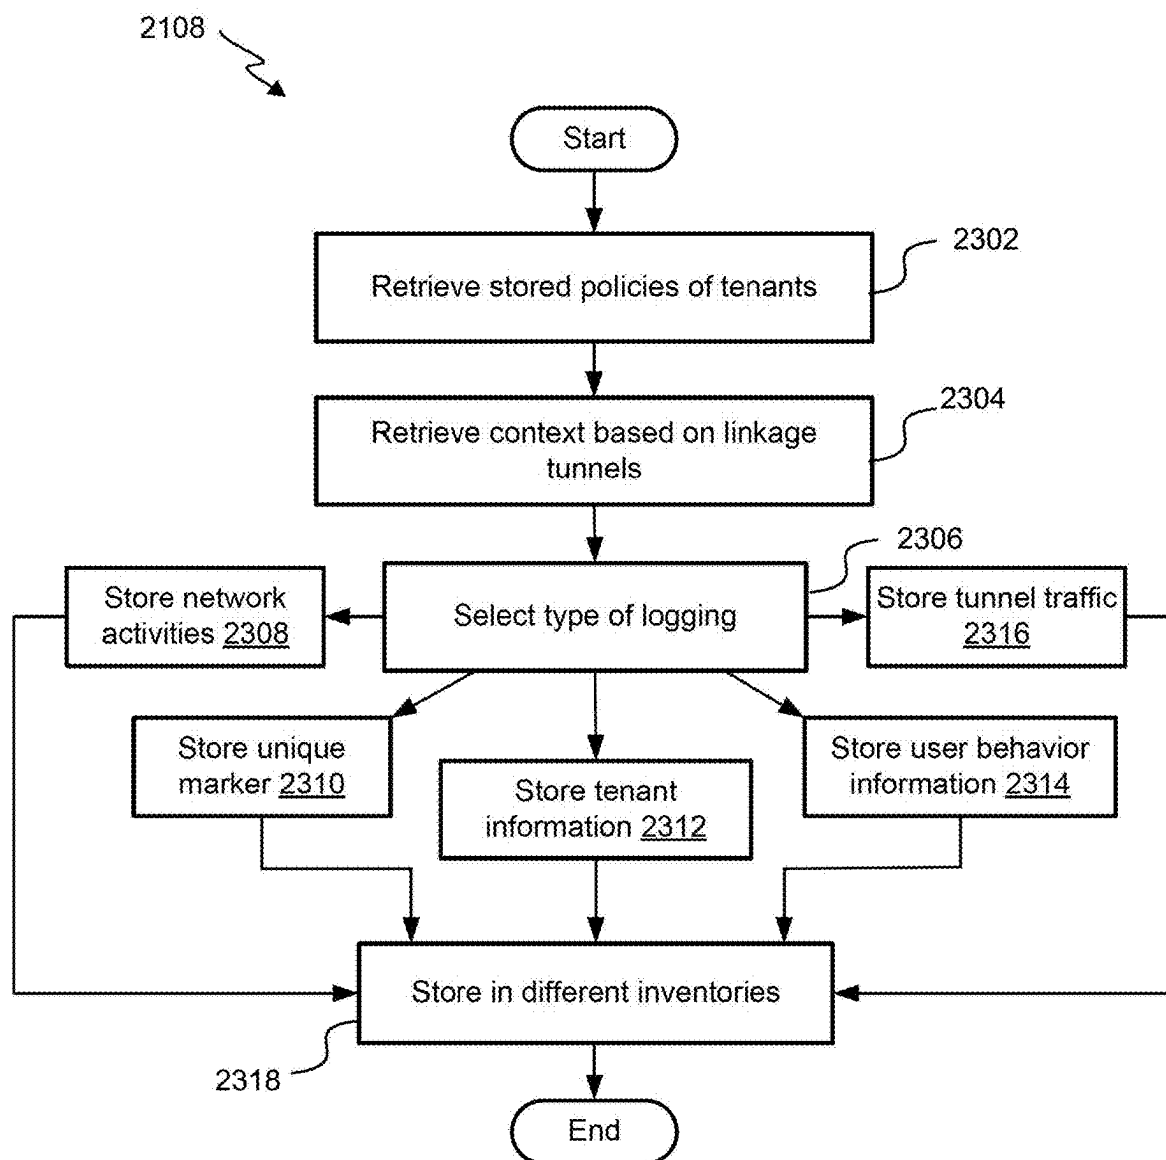 2108
Start
2302
Retrieve stored policies of tenants
2304
Retrieve context based on linkage
tunnels
2306
Store network
activities 2308
Select type of logging
Store tunnel traffic
2316
Store unique
marker 2310
Store tenant
information 2312
Store user behavior
information 2314
Store in different inventories
2318
End